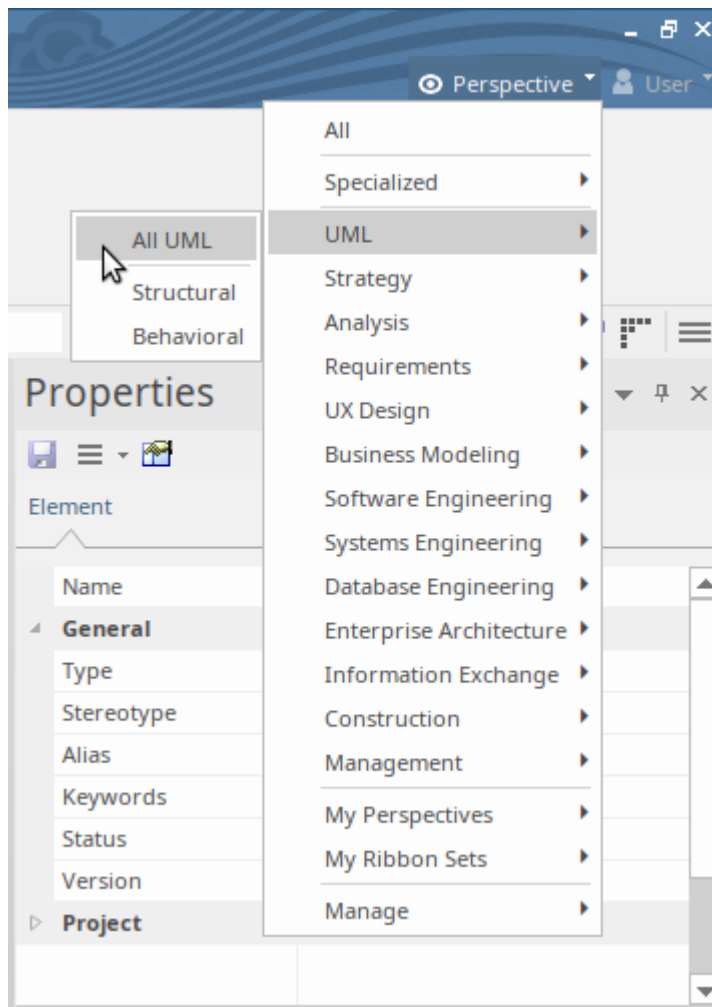 Perspective
User
All
Specialized
UML
Strategy
Analysis
Requirements
UX Design
Business Modeling
Software Engineering
Systems Engineering
Database Engineering
Enterprise Architecture
Information Exchange
Construction
Management
My Perspectives
My Ribbon Sets
Manage
All UML
Structural
Behavioral
Properties
Element
Name
General
Type
Stereotype
Alias
Keywords
Status
Version
Project